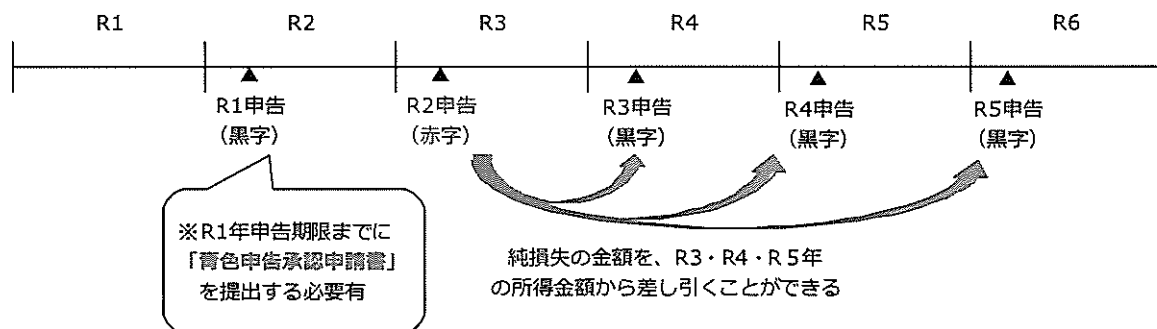 R1 R2 R3 R4 R5 R6
R1申告 R2申告 R3申告 R4申告 R5申告
(黒字) (赤字) (黒字) (黒字) (黒字)
※R1年申告期限までに
「青色申告承認申請書」
を提出する必要有
純損失の金額を、R3・R4・R5年
の所得金額から差し引くことができる